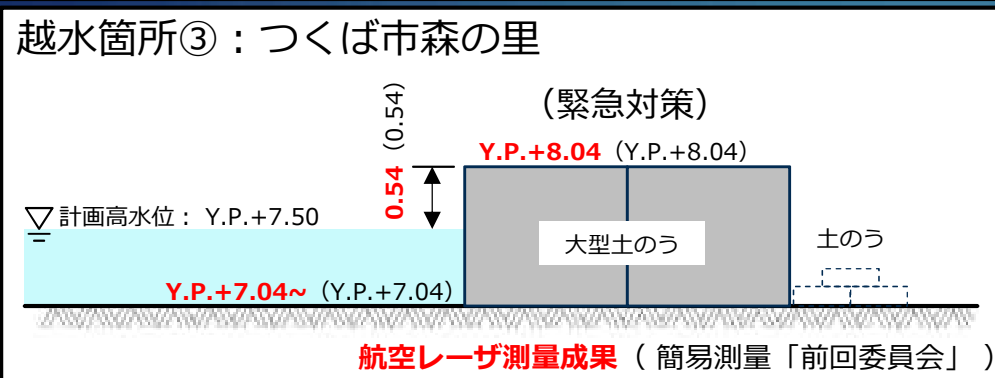 越水箇所③：つくば市森の里
（緊急対策）
0.54（0.54）
Y.P.+8.04（Y.P.+8.04）
計画高水位： Y.P.+7.50
大型土のう
土のう
Y.P.+7.04~（Y.P.+7.04）
航空レーザ測量成果（ 簡易測量「前回委員会」 ）